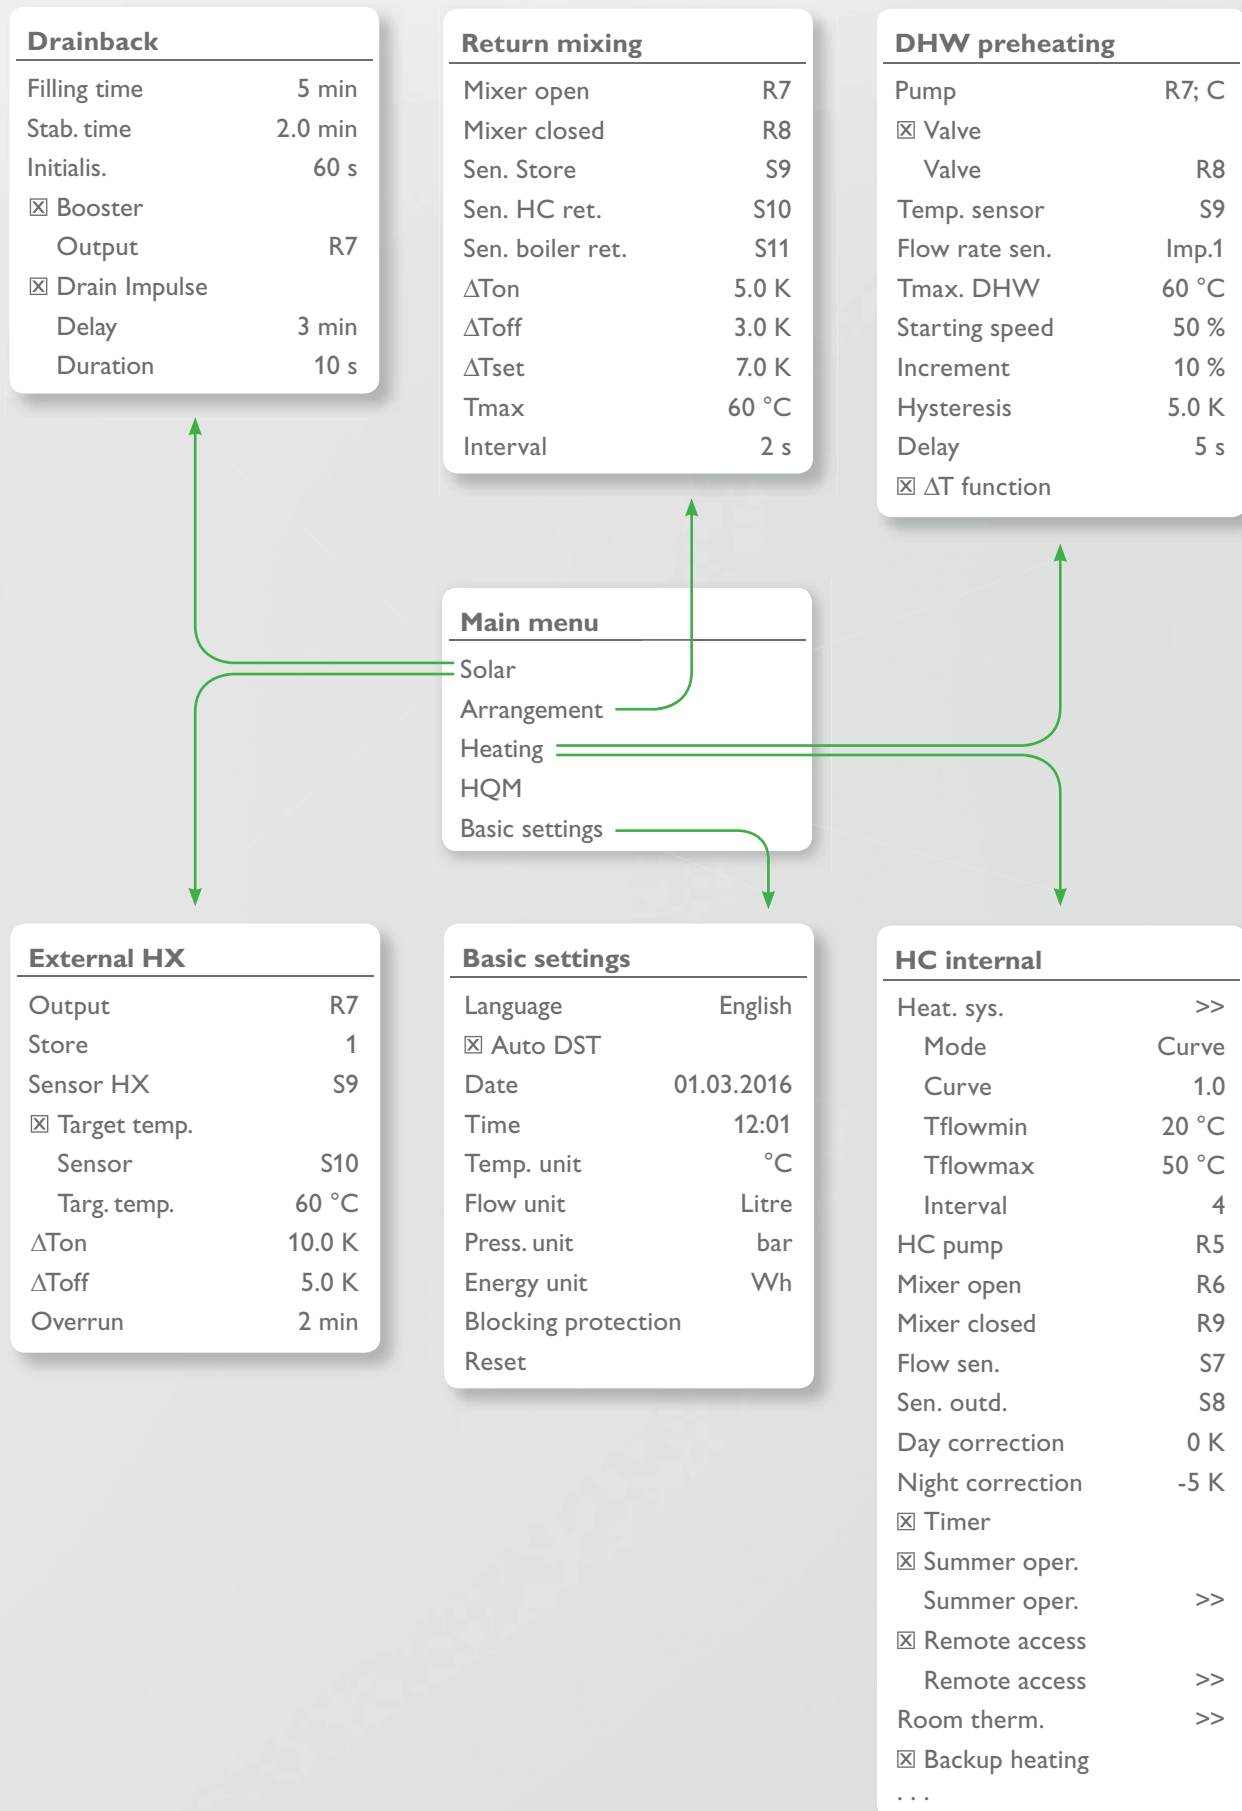 Drainback
Filling time 5 min
Stab. time 2.0 min
Initialis. 60 s
☒ Booster
Output R7
☒ Drain Impulse
Delay 3 min
Duration 10 s
Return mixing
Mixer open R7
Mixer closed R8
Sen. Store S9
Sen. HC ret. S10
Sen. boiler ret. S11
ΔTon 5.0 K
ΔToff 3.0 K
ΔTset 7.0 K
Tmax 60 °C
Interval 2 s
DHW preheating
Pump R7; C
☒ Valve
Valve R8
Temp. sensor S9
Flow rate sen. Imp.1
Tmax. DHW 60 °C
Starting speed 50 %
Increment 10 %
Hysteresis 5.0 K
Delay 5 s
☒ ΔT function
Main menu
Solar
Arrangement
Heating
HQM
Basic settings
External HX
Output R7
Store 1
Sensor HX S9
☒ Target temp.
Sensor S10
Targ. temp. 60 °C
ΔTon 10.0 K
ΔToff 5.0 K
Overrun 2 min
Basic settings
Language English
☒ Auto DST
Date 01.03.2016
Time 12:01
Temp. unit °C
Flow unit Litre
Press. unit bar
Energy unit Wh
Blocking protection
Reset
HC internal
Heat. sys. >>
Mode Curve
Curve 1.0
Tflowmin 20 °C
Tflowmax 50 °C
Interval 4
HC pump R5
Mixer open R6
Mixer closed R9
Flow sen. S7
Sen. outd. S8
Day correction 0 K
Night correction -5 K
☒ Timer
☒ Summer oper.
Summer oper. >>
☒ Remote access
Remote access >>
Room therm. >>
☒ Backup heating
. . .